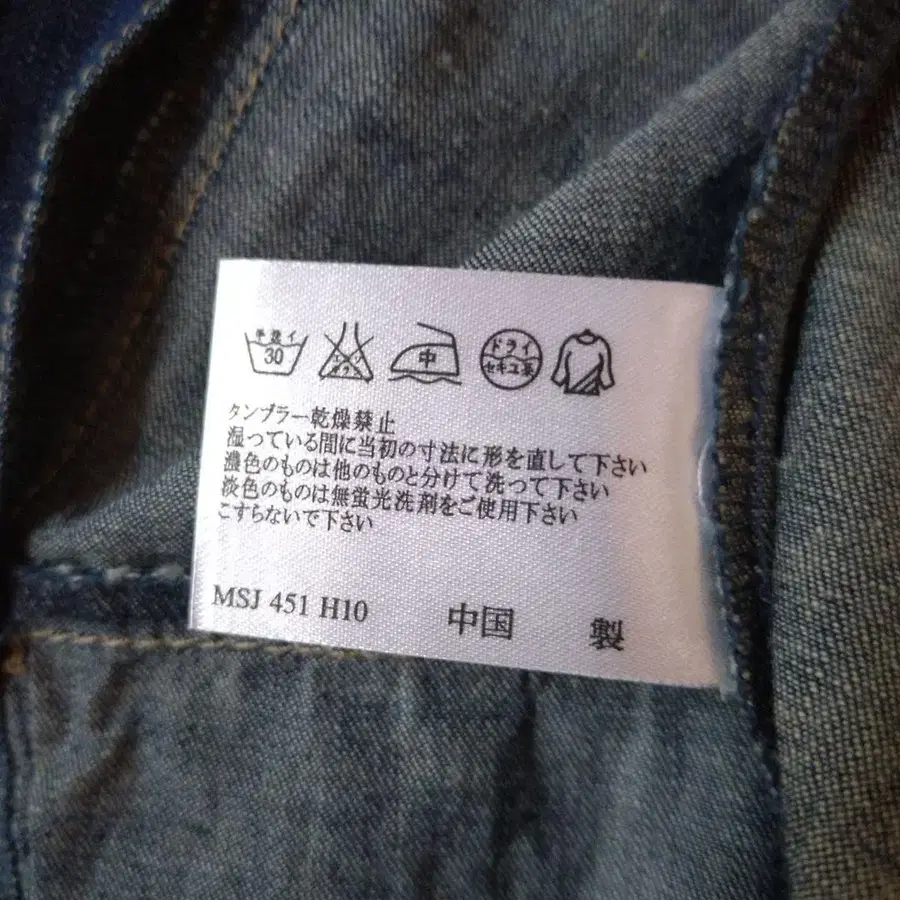 手洗イ 30 中 ドライ セキユ系
タンブラー乾燥禁止
湿っている間に当初の寸法に形を直して下さい
濃色のものは他のものと分けて洗って下さい
淡色のものは無蛍光洗剤をご使用下さい
こすらないで下さい
MSJ 451 H10 中国 製